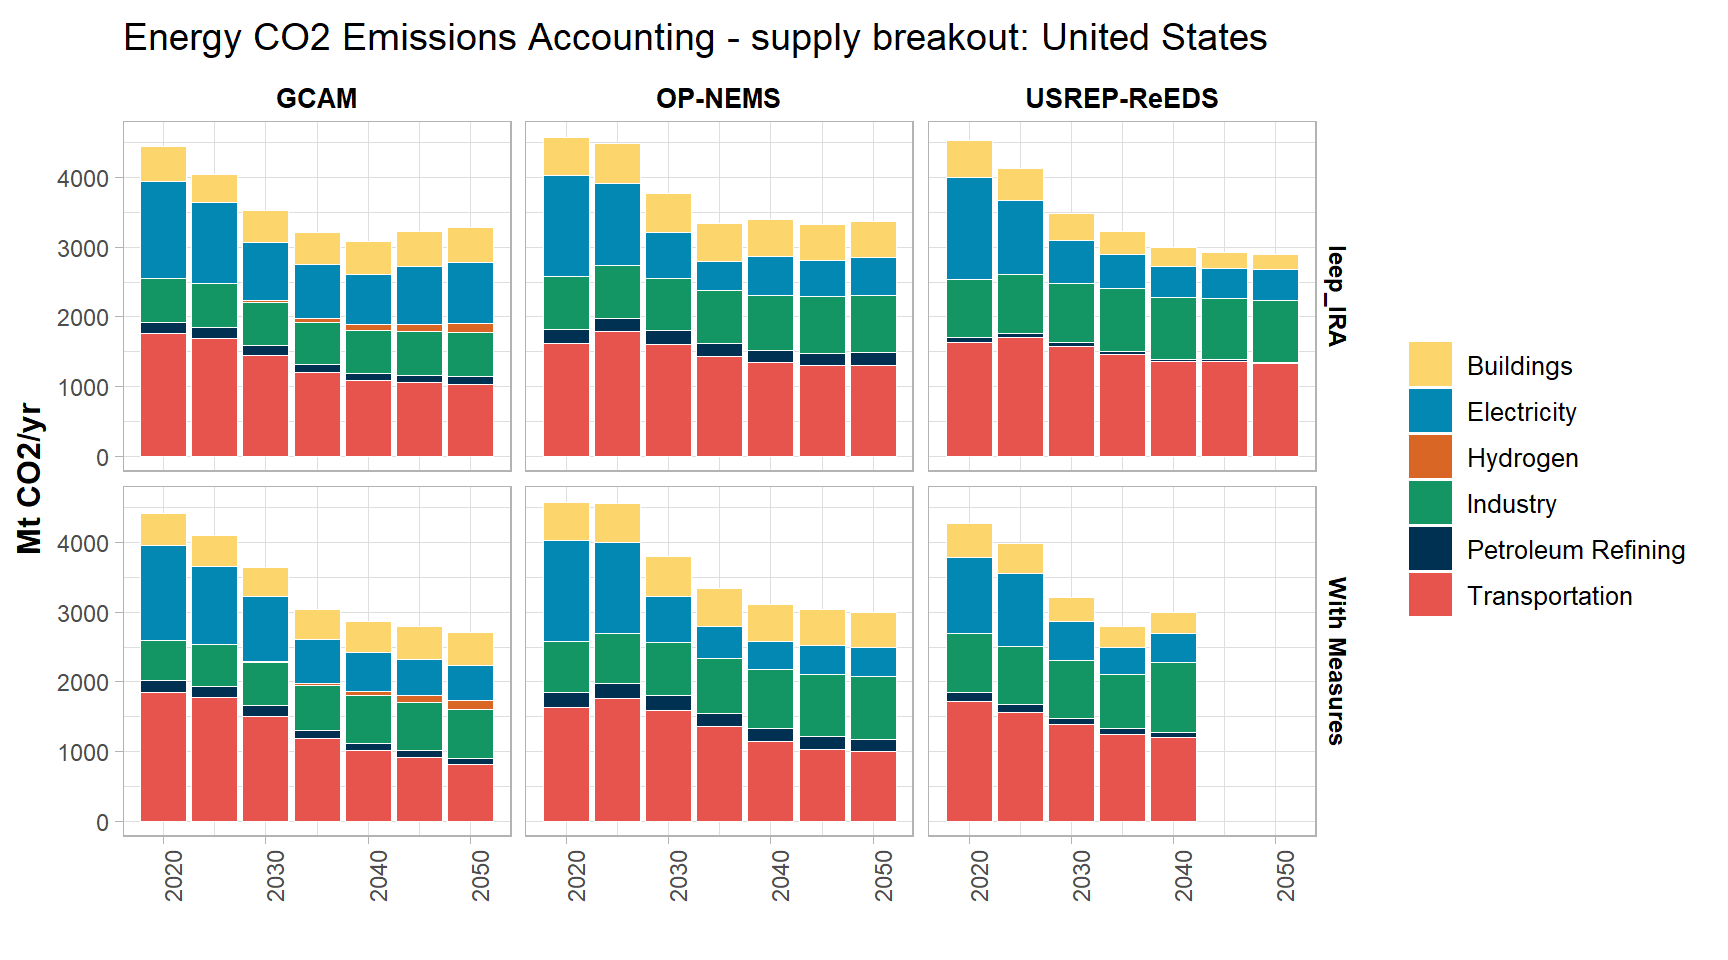 Energy CO2 Emissions Accounting - supply breakout: United States
GCAM
OP-NEMS
USREP-ReEDS
Mt CO2/yr
4000
3000
2000
1000
0
Ieep_IRA
4000
3000
2000
1000
0
With Measures
2020
2030
2040
2050
2020
2030
2040
2050
2020
2030
2040
2050
Buildings
Electricity
Hydrogen
Industry
Petroleum Refining
Transportation